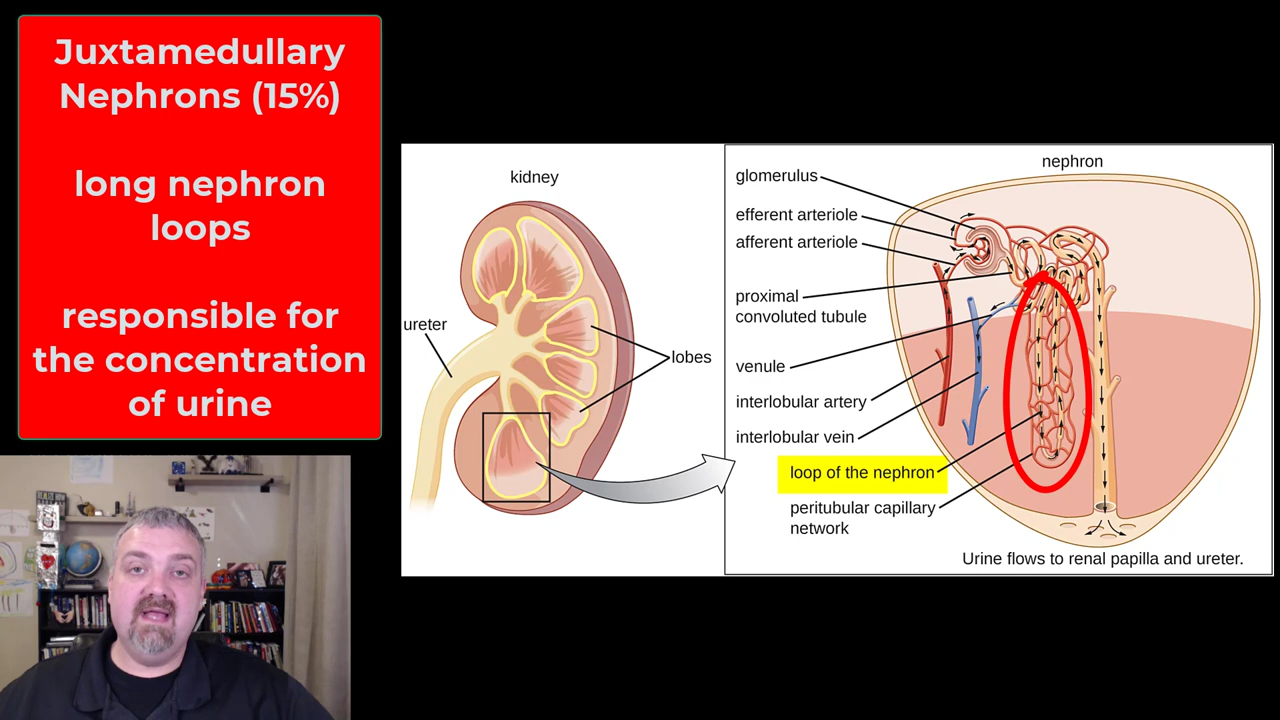 Juxtamedullary
Nephrons (15%)
long nephron
loops
responsible for
the concentration
of urine
kidney
ureter
lobes
nephron
glomerulus
efferent arteriole
afferent arteriole
proximal
convoluted tubule
venule
interlobular artery
interlobular vein
loop of the nephron
peritubular capillary
network
Urine flows to renal papilla and ureter.